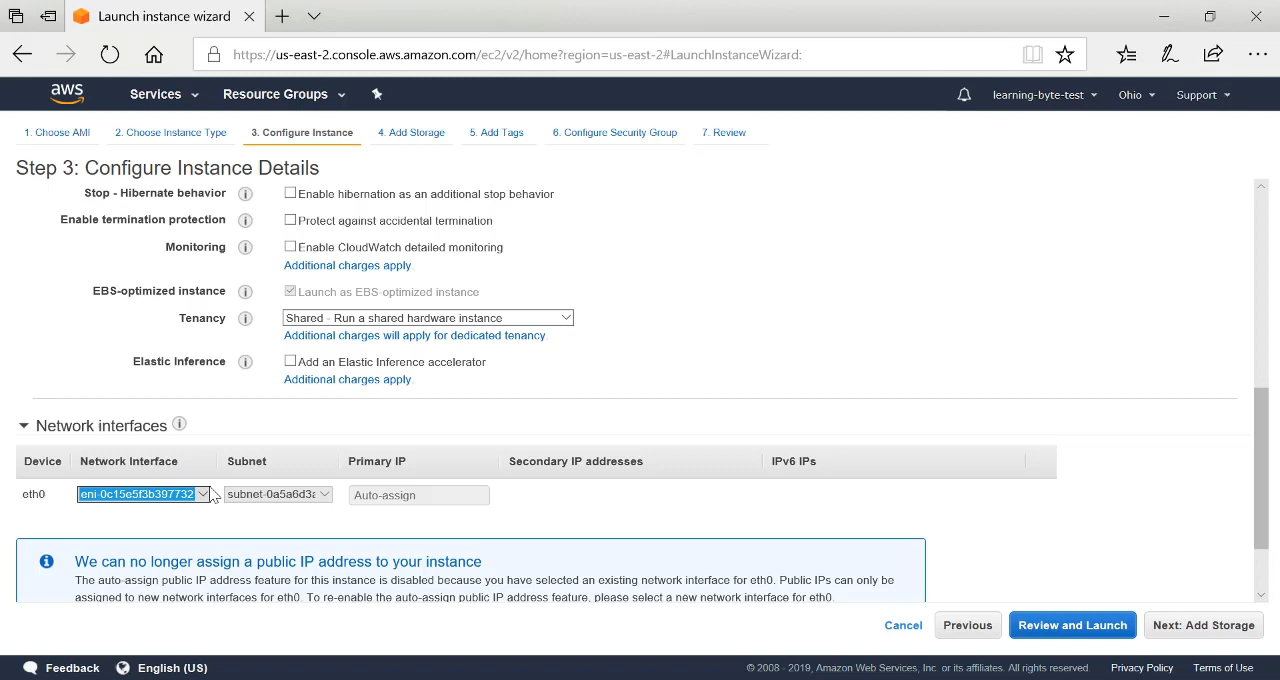 Launch instance wizard
https://us-east-2.console.aws.amazon.com/ec2/v2/home?region=us-east-2#LaunchInstanceWizard:
aws Services Resource Groups learning-byte-test Ohio Support
1. Choose AMI 2. Choose Instance Type 3. Configure Instance 4. Add Storage 5. Add Tags 6. Configure Security Group 7. Review
Step 3: Configure Instance Details
Stop - Hibernate behavior Enable hibernation as an additional stop behavior
Enable termination protection Protect against accidental termination
Monitoring Enable CloudWatch detailed monitoring
Additional charges apply.
EBS-optimized instance Launch as EBS-optimized instance
Tenancy Shared - Run a shared hardware instance
Additional charges will apply for dedicated tenancy.
Elastic Inference Add an Elastic Inference accelerator
Additional charges apply.
Network interfaces
Device Network Interface Subnet Primary IP Secondary IP addresses IPv6 IPs
eth0 eni-0c15e5f3b397732 subnet-0a5a6d3a Auto-assign
We can no longer assign a public IP address to your instance
The auto-assign public IP address feature for this instance is disabled because you have selected an existing network interface for eth0. Public IPs can only be
assigned to new network interfaces for eth0. To re-enable the auto-assign public IP address feature, please select a new network interface for eth0.
Cancel Previous Review and Launch Next: Add Storage
Feedback English (US) © 2008 - 2019, Amazon Web Services, Inc. or its affiliates. All rights reserved. Privacy Policy Terms of Use